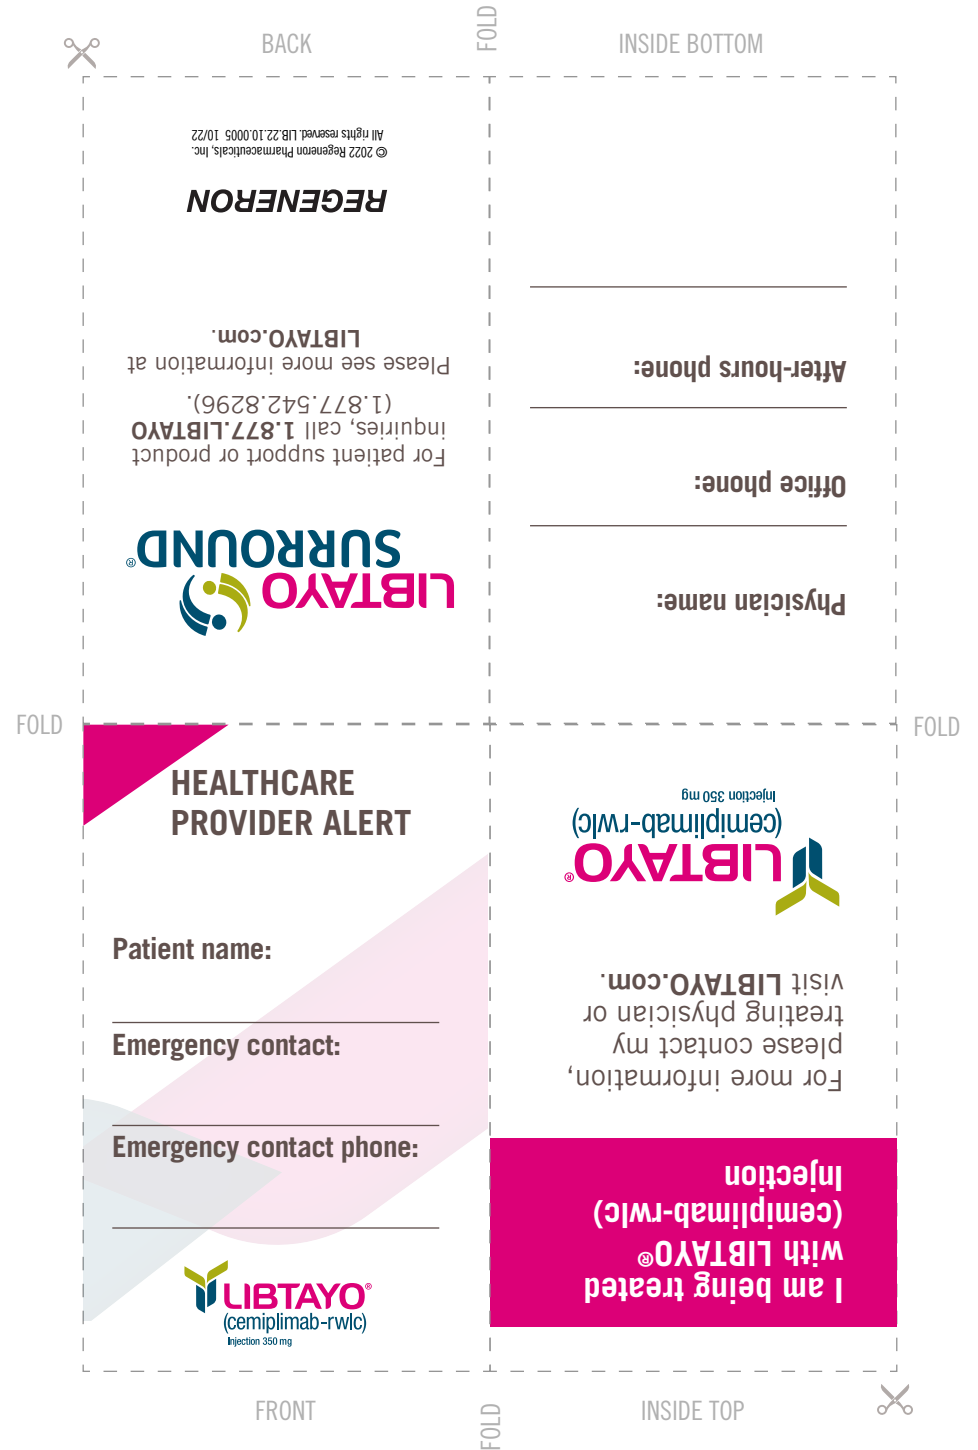 BACK
FOLD
INSIDE BOTTOM
LIBTAYO
SURROUND®
For patient support or product
inquiries, call 1.877.LIBTAYO
(1.877.542.8296).
Please see more information at
LIBTAYO.com.
REGENERON
© 2022 Regeneron Pharmaceuticals, Inc.
All rights reserved. LIB.22.10.0005 10/22
Physician name:
Office phone:
After-hours phone:
FOLD
FOLD
HEALTHCARE
PROVIDER ALERT
Patient name:
Emergency contact:
Emergency contact phone:
LIBTAYO®
(cemiplimab-rwlc)
Injection 350 mg
I am being treated
with LIBTAYO®
(cemiplimab-rwlc)
Injection
For more information,
please contact my
treating physician or
visit LIBTAYO.com.
LIBTAYO®
(cemiplimab-rwlc)
Injection 350 mg
FRONT
FOLD
INSIDE TOP